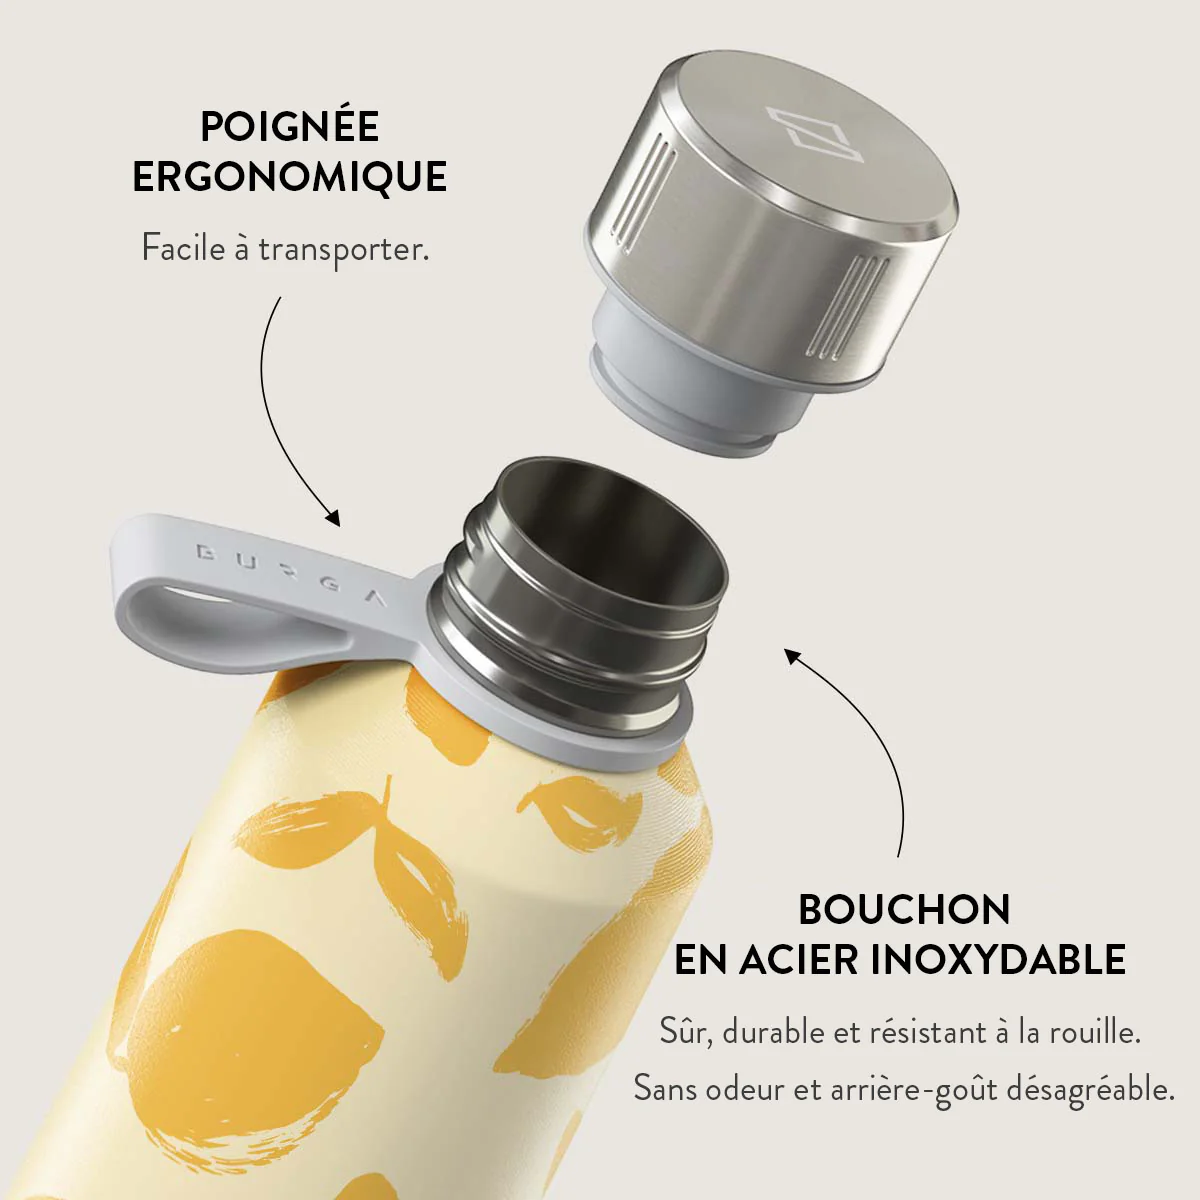 POIGNÉE
ERGONOMIQUE
Facile à transporter.
BURGA
BOUCHON
EN ACIER INOXYDABLE
Sûr, durable et résistant à la rouille.
Sans odeur et arrière-goût désagréable.